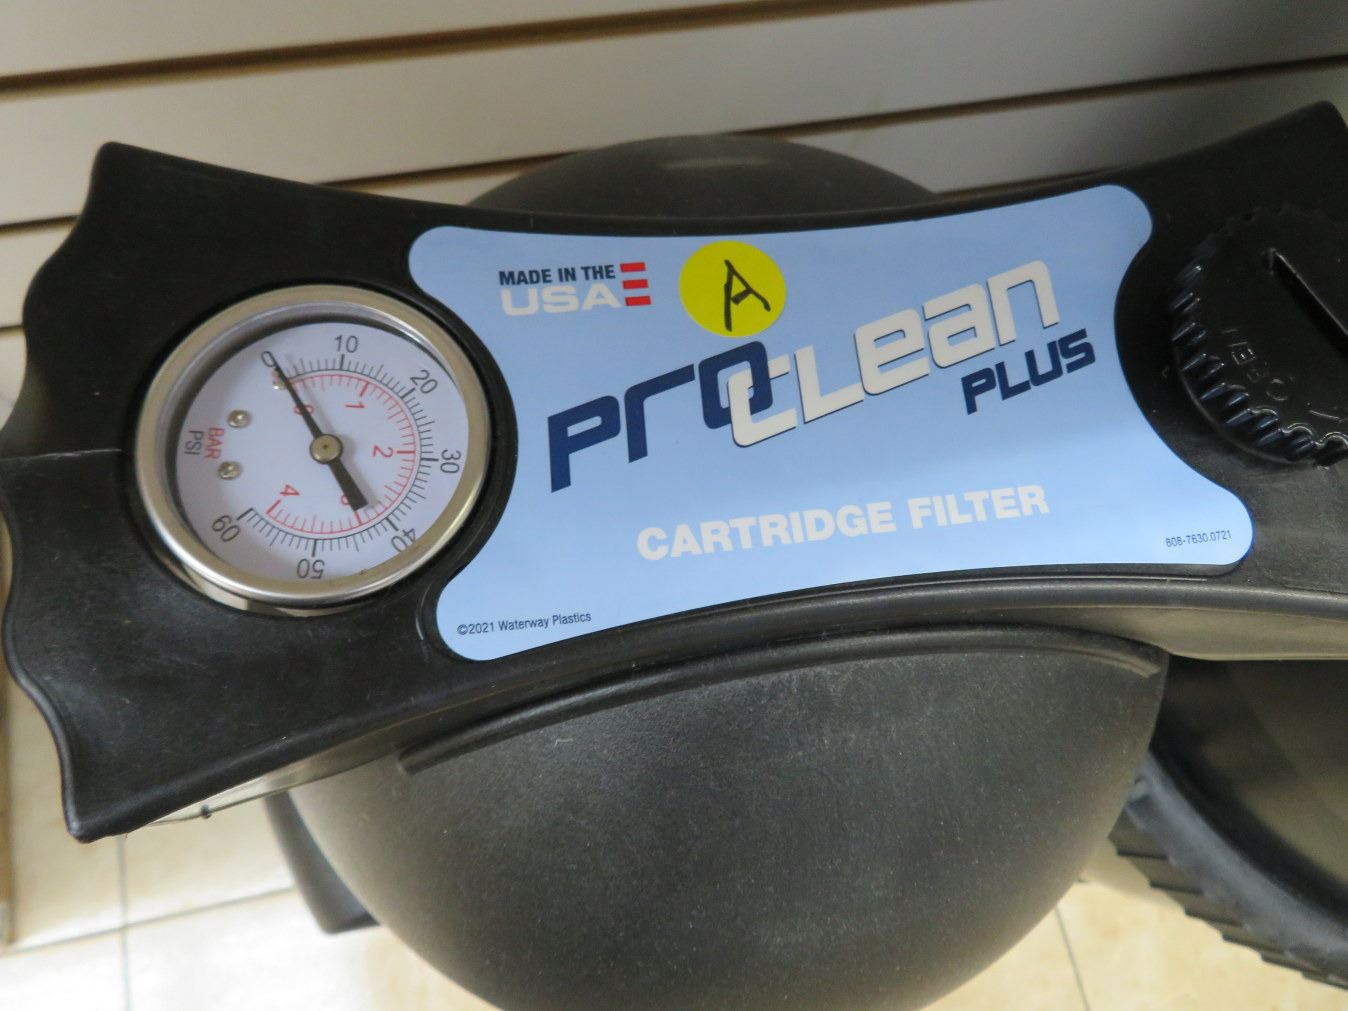 MADE IN THE
USA
A
PROCLEAN
PLUS
CARTRIDGE FILTER
808-7630.0721
©2021 Waterway Plastics
0
10
20
30
40
50
60
0
1
2
3
4
BAR
PSI